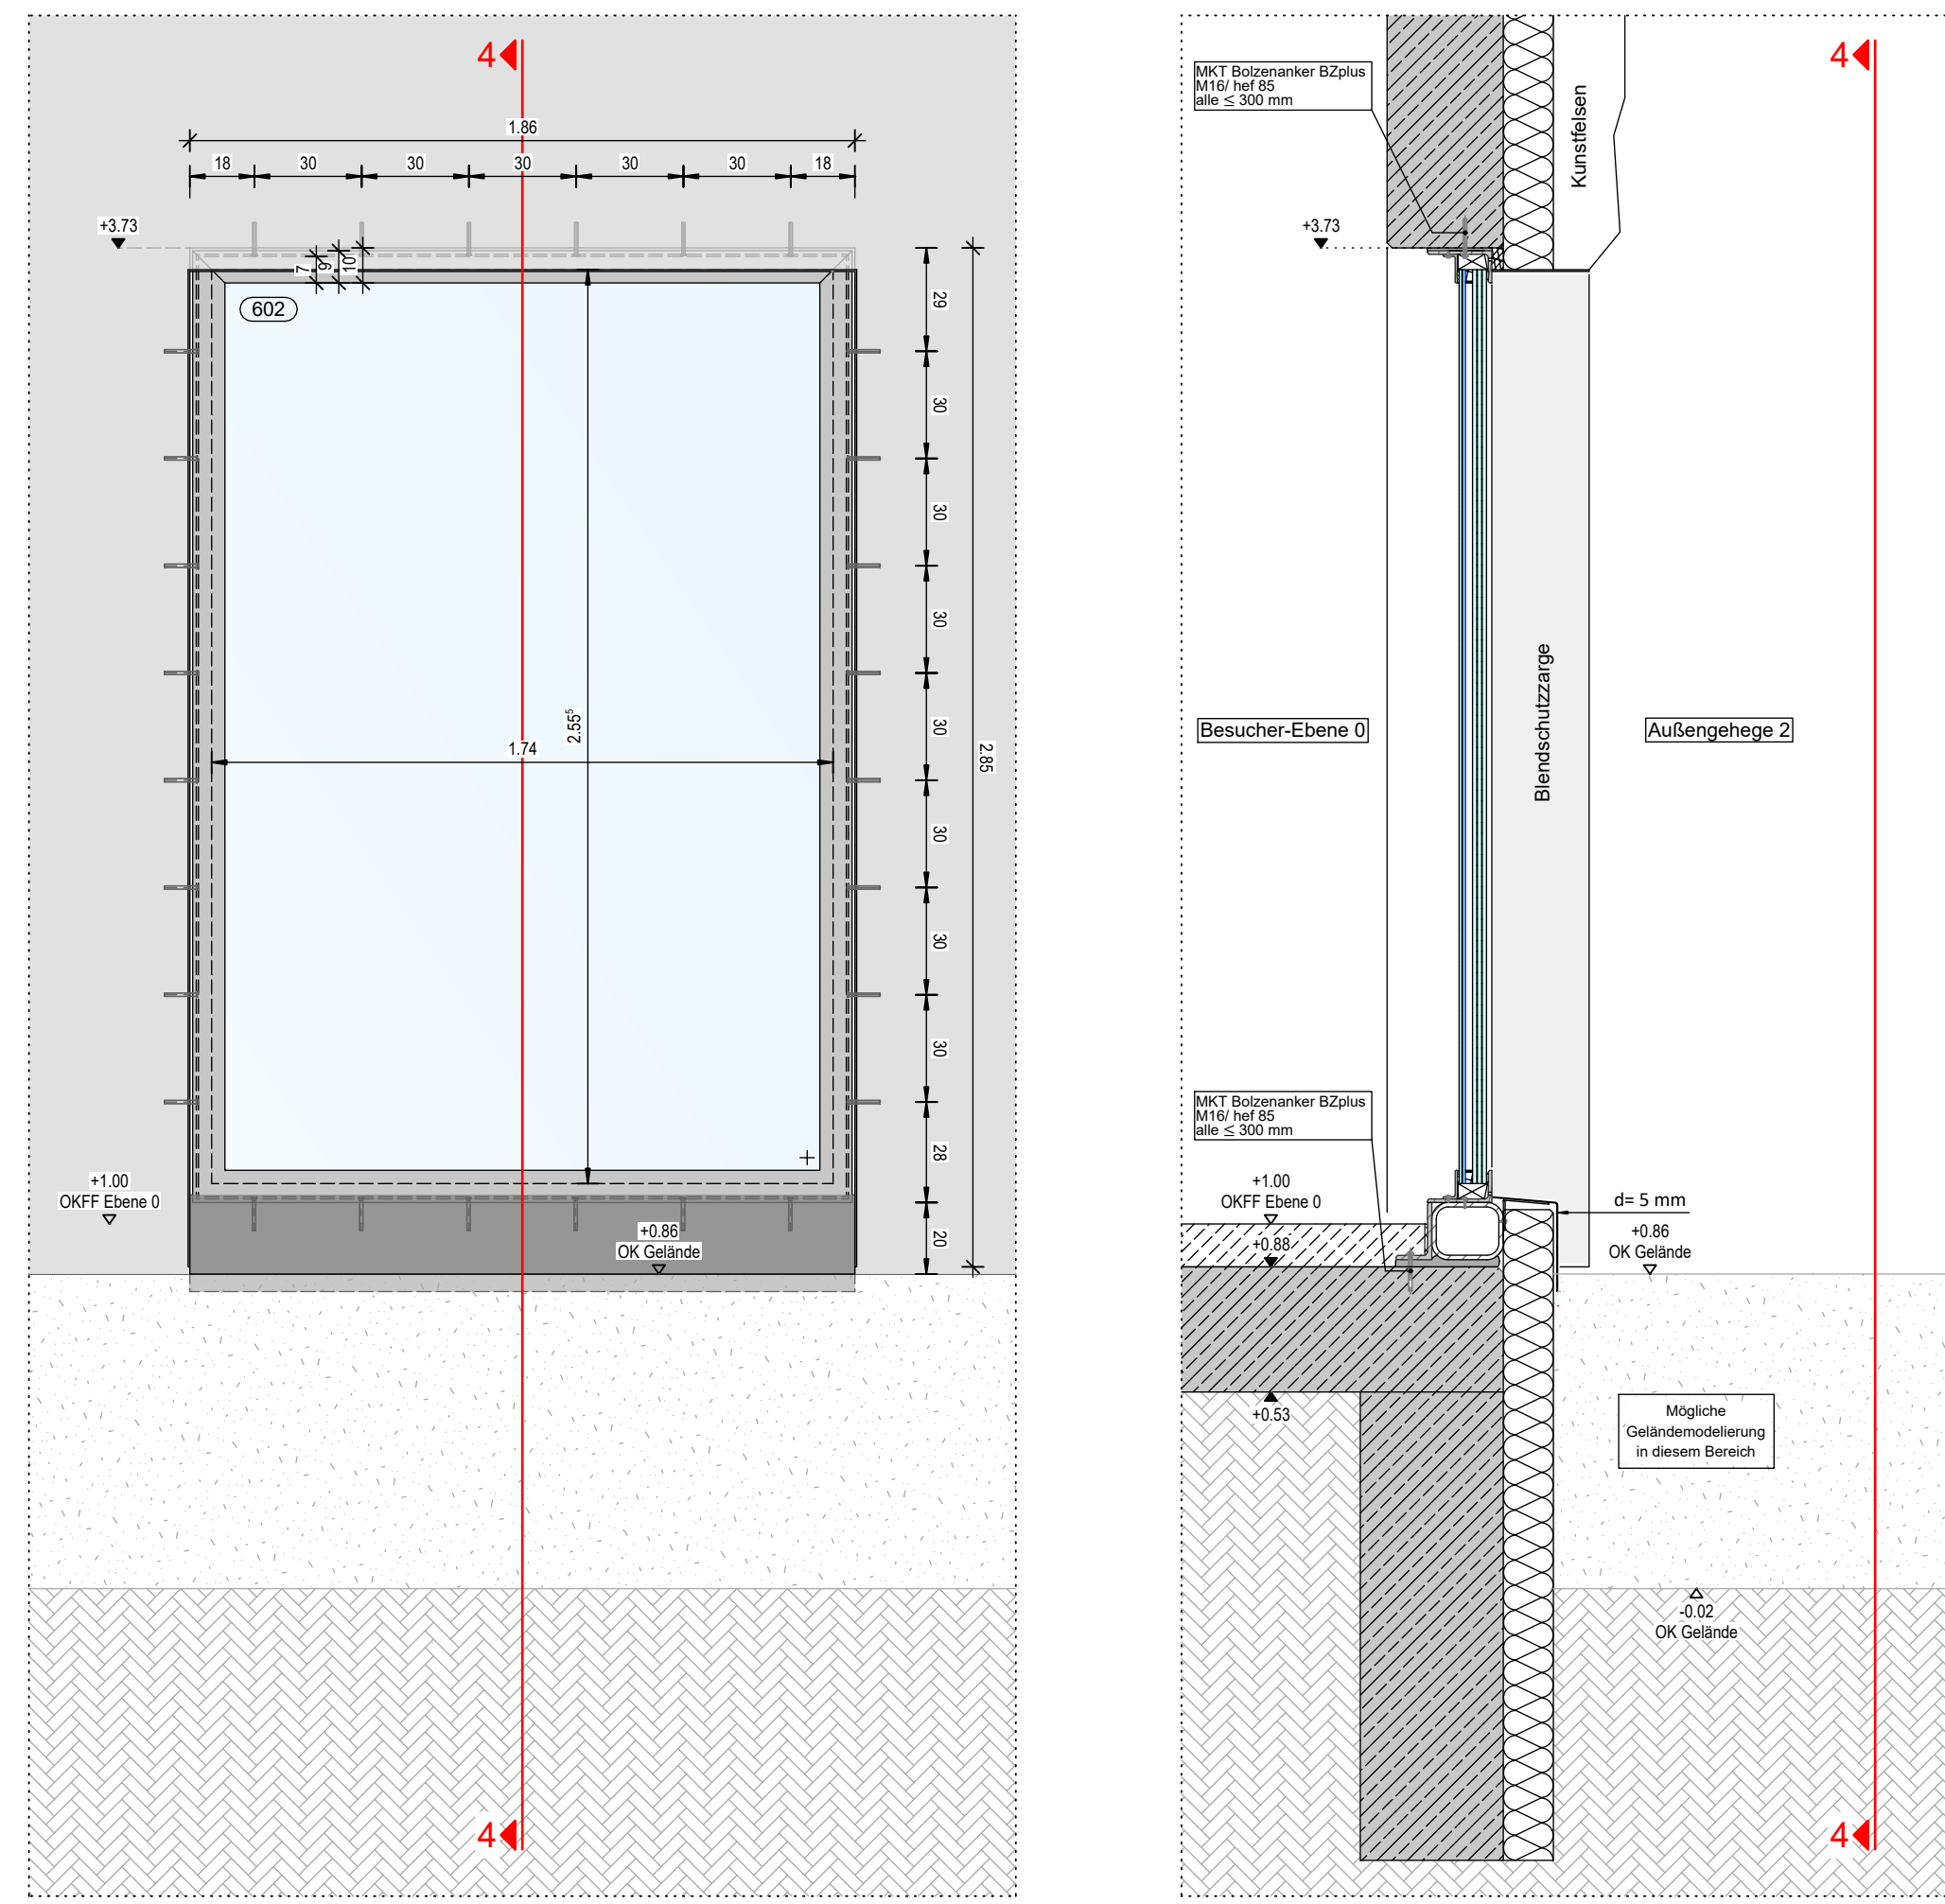 4
1.86
18
30
30
30
30
30
18
+3.73
7
9
10
602
29
30
30
30
30
30
30
30
28
20
2.85
2.55⁵
1.74
+1.00
OKFF Ebene 0
+0.86
OK Gelände
4
MKT Bolzenanker BZplus
M16/ hef 85
alle ≤ 300 mm
Kunstfelsen
4
+3.73
Besucher-Ebene 0
Blendschutzzarge
Außengehege 2
MKT Bolzenanker BZplus
M16/ hef 85
alle ≤ 300 mm
+1.00
OKFF Ebene 0
+0.88
d= 5 mm
+0.86
OK Gelände
+0.53
Mögliche
Geländemodelierung
in diesem Bereich
-0.02
OK Gelände
4